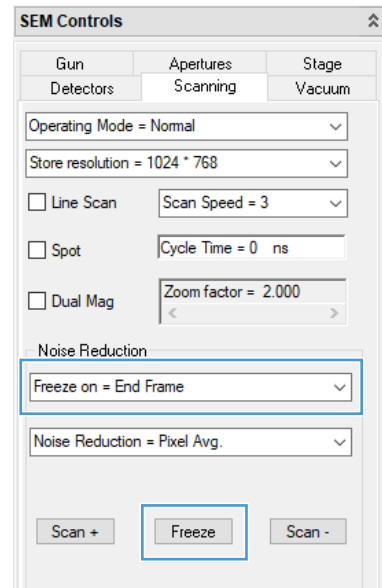 SEM Controls
Gun Apertures Stage
Detectors Scanning Vacuum
Operating Mode = Normal
Store resolution = 1024 * 768
Line Scan Scan Speed = 3
Spot Cycle Time = 0 ns
Dual Mag Zoom factor = 2.000
Noise Reduction
Freeze on = End Frame
Noise Reduction = Pixel Avg.
Scan + Freeze Scan -